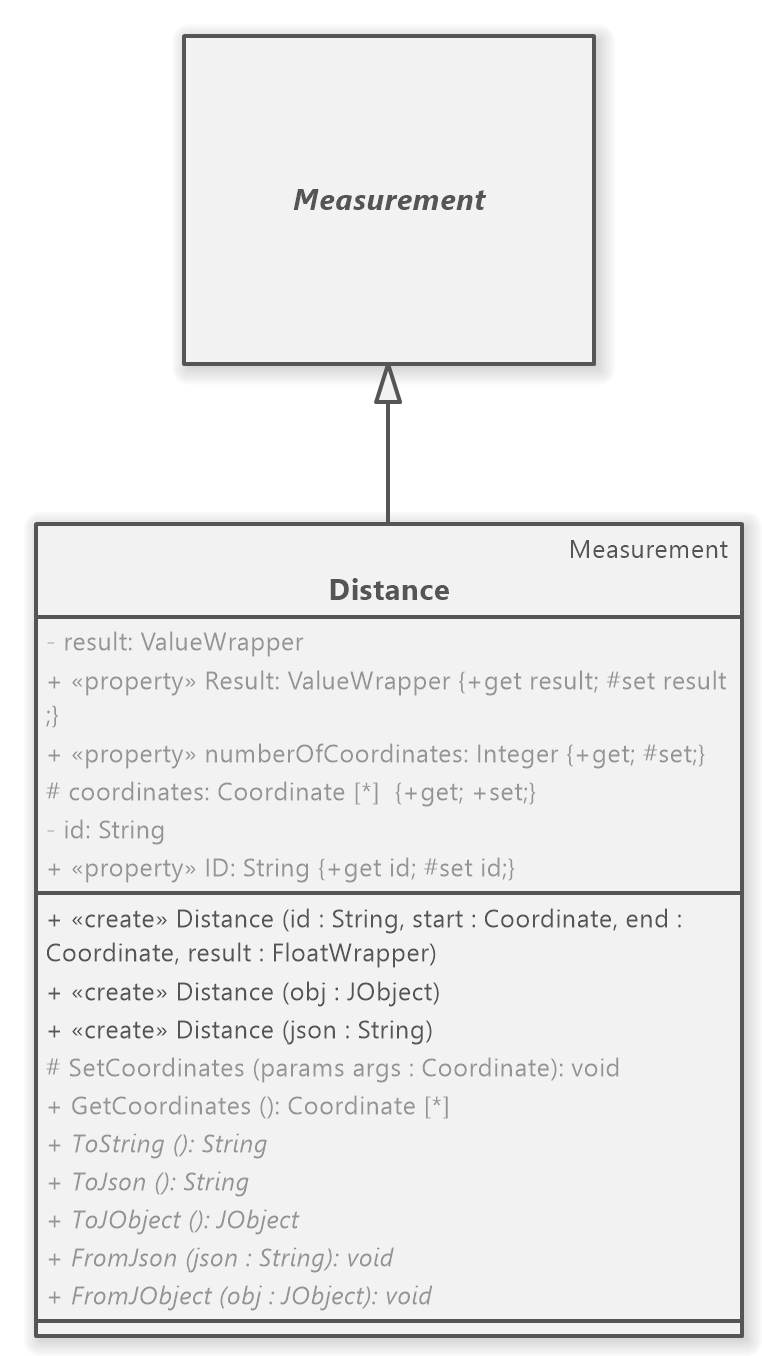 Measurement
Measurement
Distance
- result: ValueWrapper
+ «property» Result: ValueWrapper {+get result; #set result
;}
+ «property» numberOfCoordinates: Integer {+get; #set;}
# coordinates: Coordinate [*]  {+get; +set;}
- id: String
+ «property» ID: String {+get id; #set id;}
+ «create» Distance (id : String, start : Coordinate, end :
Coordinate, result : FloatWrapper)
+ «create» Distance (obj : JObject)
+ «create» Distance (json : String)
# SetCoordinates (params args : Coordinate): void
+ GetCoordinates (): Coordinate [*]
+ ToString (): String
+ ToJson (): String
+ ToJObject (): JObject
+ FromJson (json : String): void
+ FromJObject (obj : JObject): void